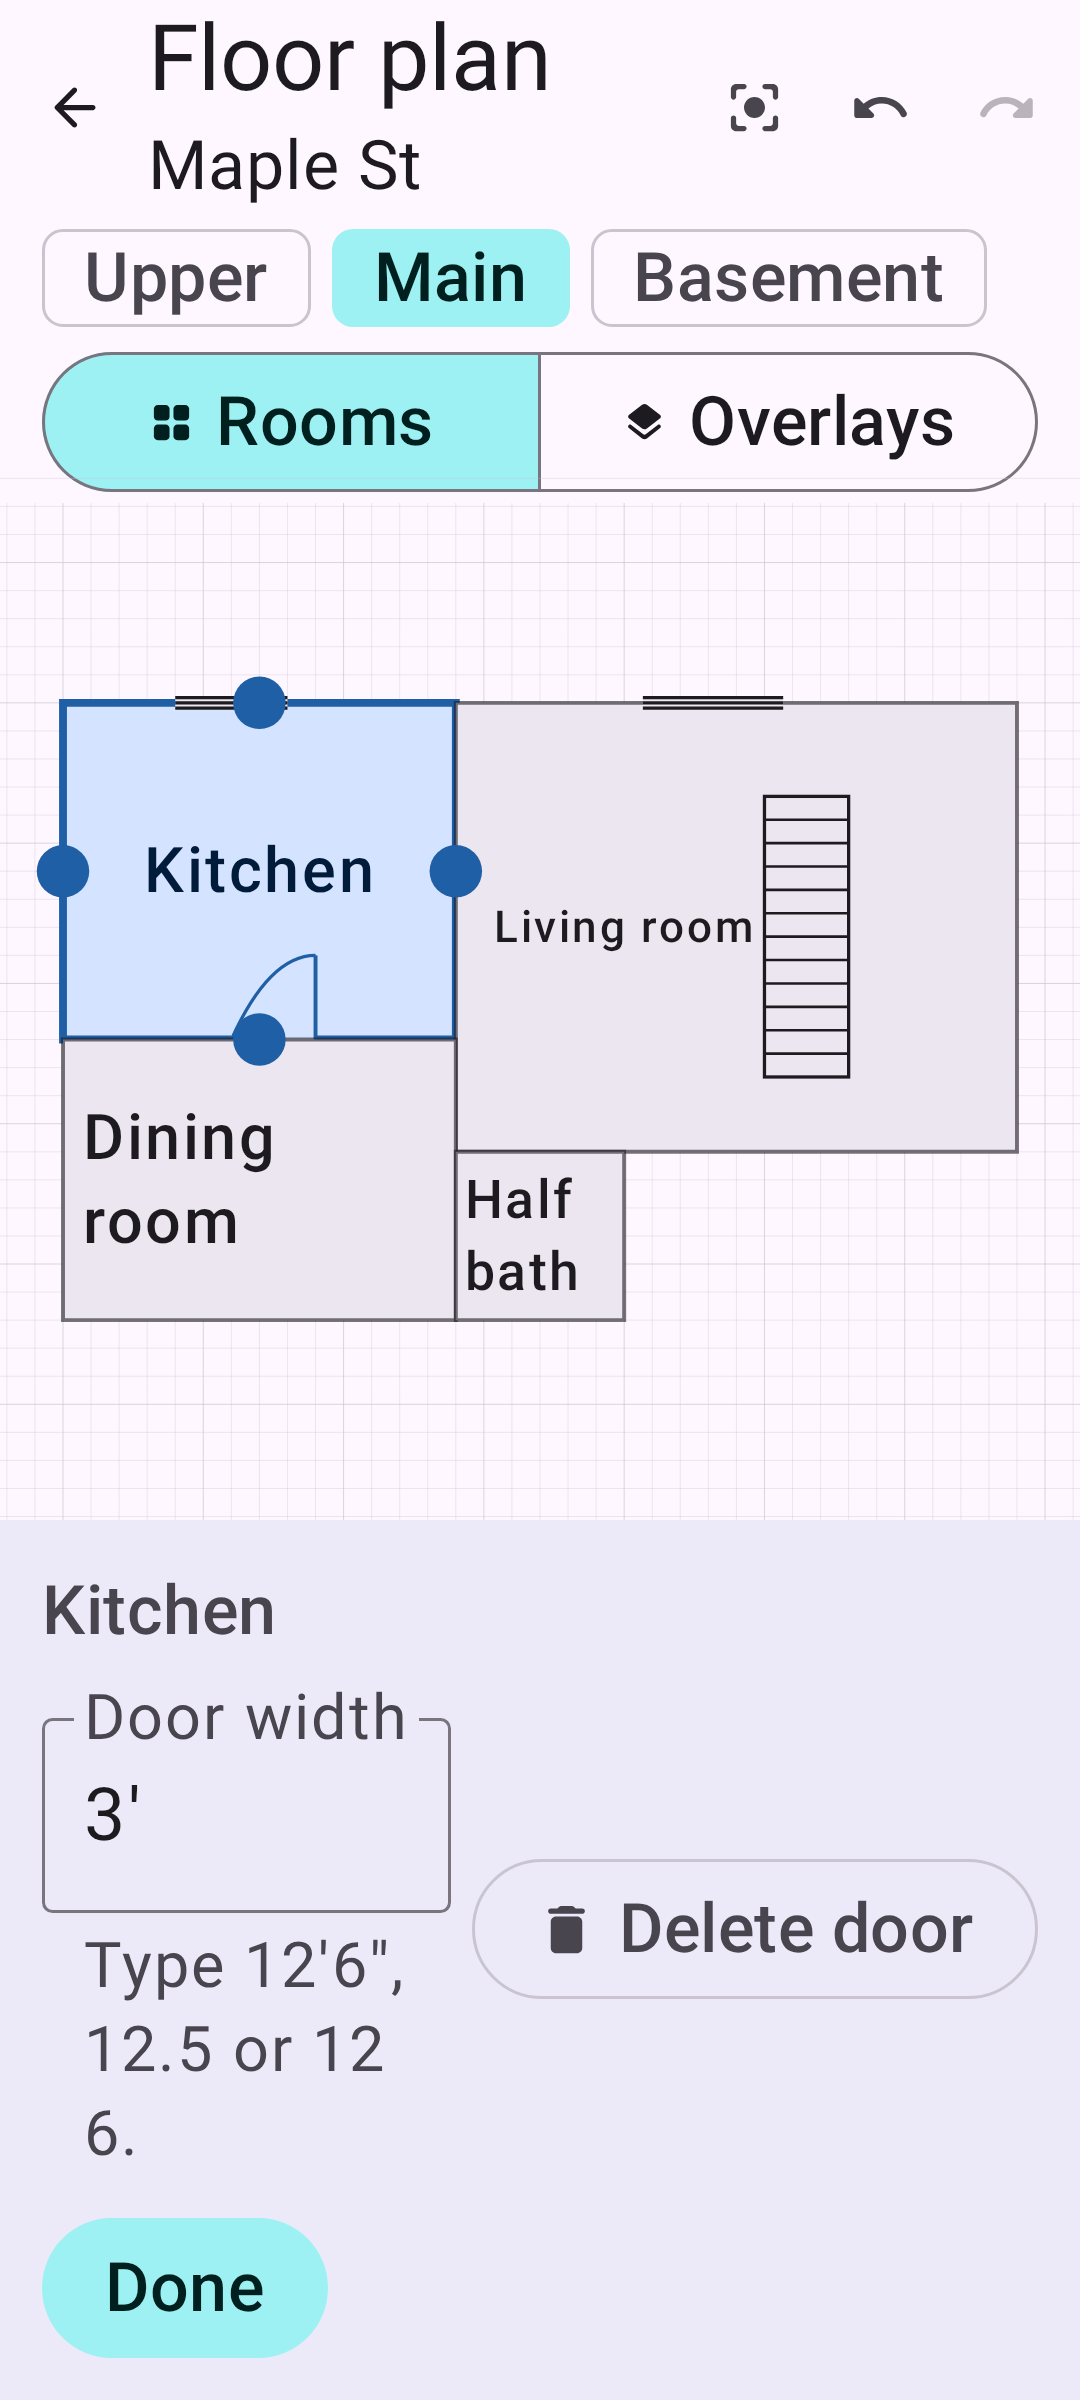 Floor plan
Maple St
Upper
Main
Basement
Rooms
Overlays
Kitchen
Living room
Dining
room
Half
bath
Kitchen
Door width
3'
Type 12'6",
12.5 or 12
6.
Delete door
Done